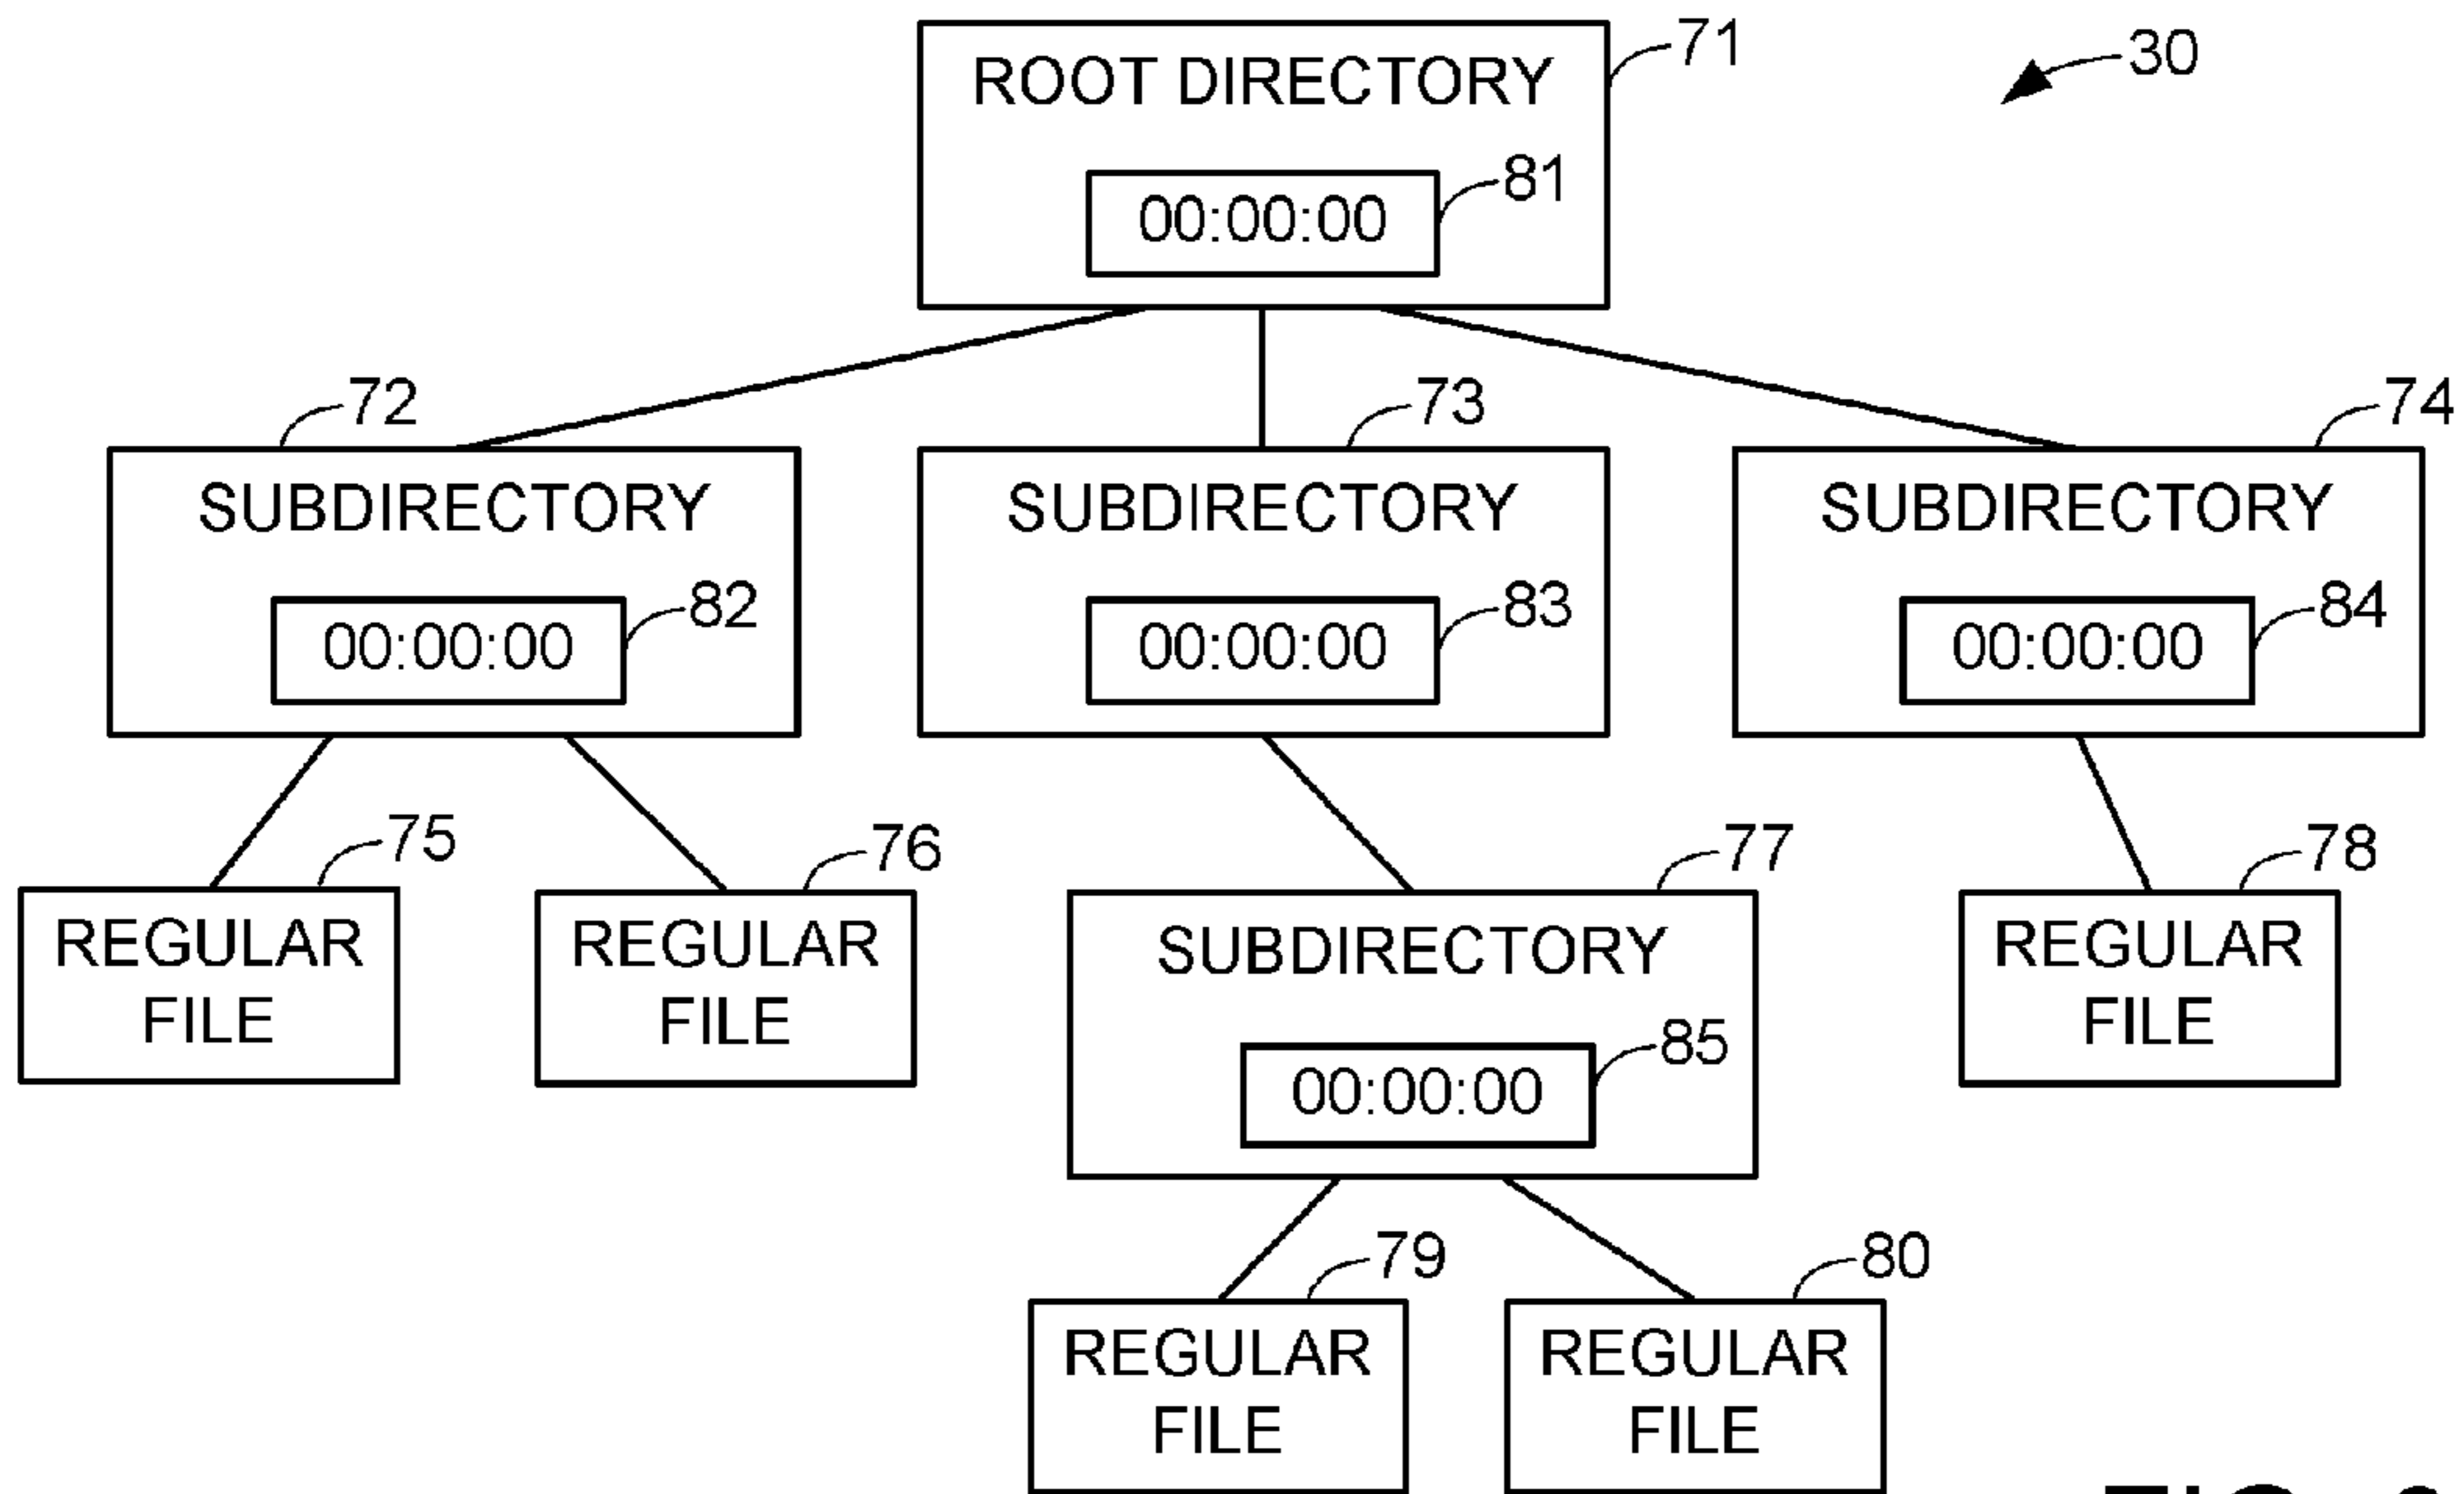 71
30
ROOT DIRECTORY
81
00:00:00
72
73
74
SUBDIRECTORY
SUBDIRECTORY
SUBDIRECTORY
82
83
84
00:00:00
00:00:00
00:00:00
75
76
77
78
REGULAR
FILE
REGULAR
FILE
SUBDIRECTORY
REGULAR
FILE
85
00:00:00
79
80
REGULAR
FILE
REGULAR
FILE